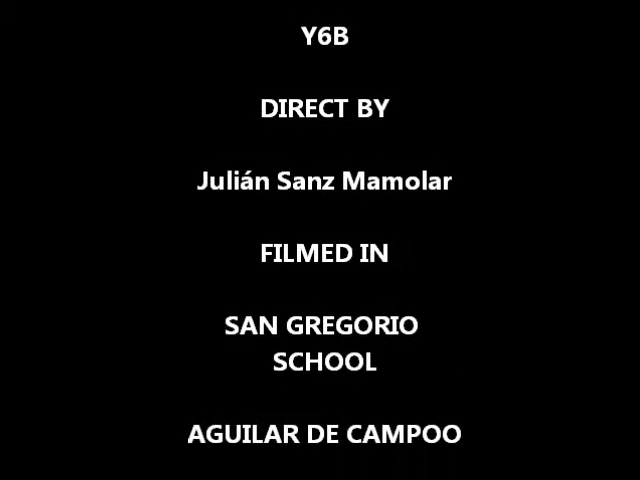 Y6B
DIRECT BY
Julián Sanz Mamolar
FILMED IN
SAN GREGORIO
SCHOOL
AGUILAR DE CAMPOO